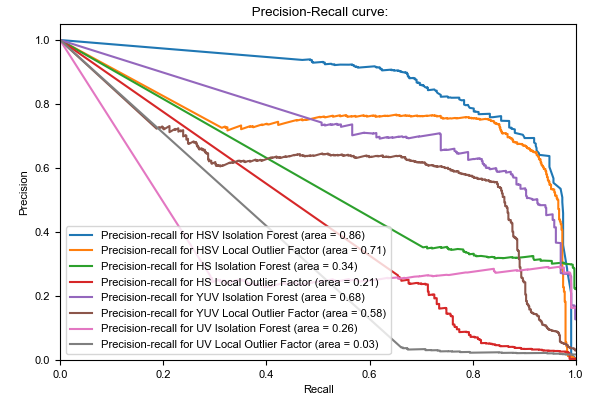 Precision-Recall curve:
Precision
1.0
0.8
0.6
0.4
0.2
0.0
Precision-recall for HSV Isolation Forest (area = 0.86)
Precision-recall for HSV Local Outlier Factor (area = 0.71)
Precision-recall for HS Isolation Forest (area = 0.34)
Precision-recall for HS Local Outlier Factor (area = 0.21)
Precision-recall for YUV Isolation Forest (area = 0.68)
Precision-recall for YUV Local Outlier Factor (area = 0.58)
Precision-recall for UV Isolation Forest (area = 0.26)
Precision-recall for UV Local Outlier Factor (area = 0.03)
0.0 0.2 0.4 0.6 0.8 1.0
Recall